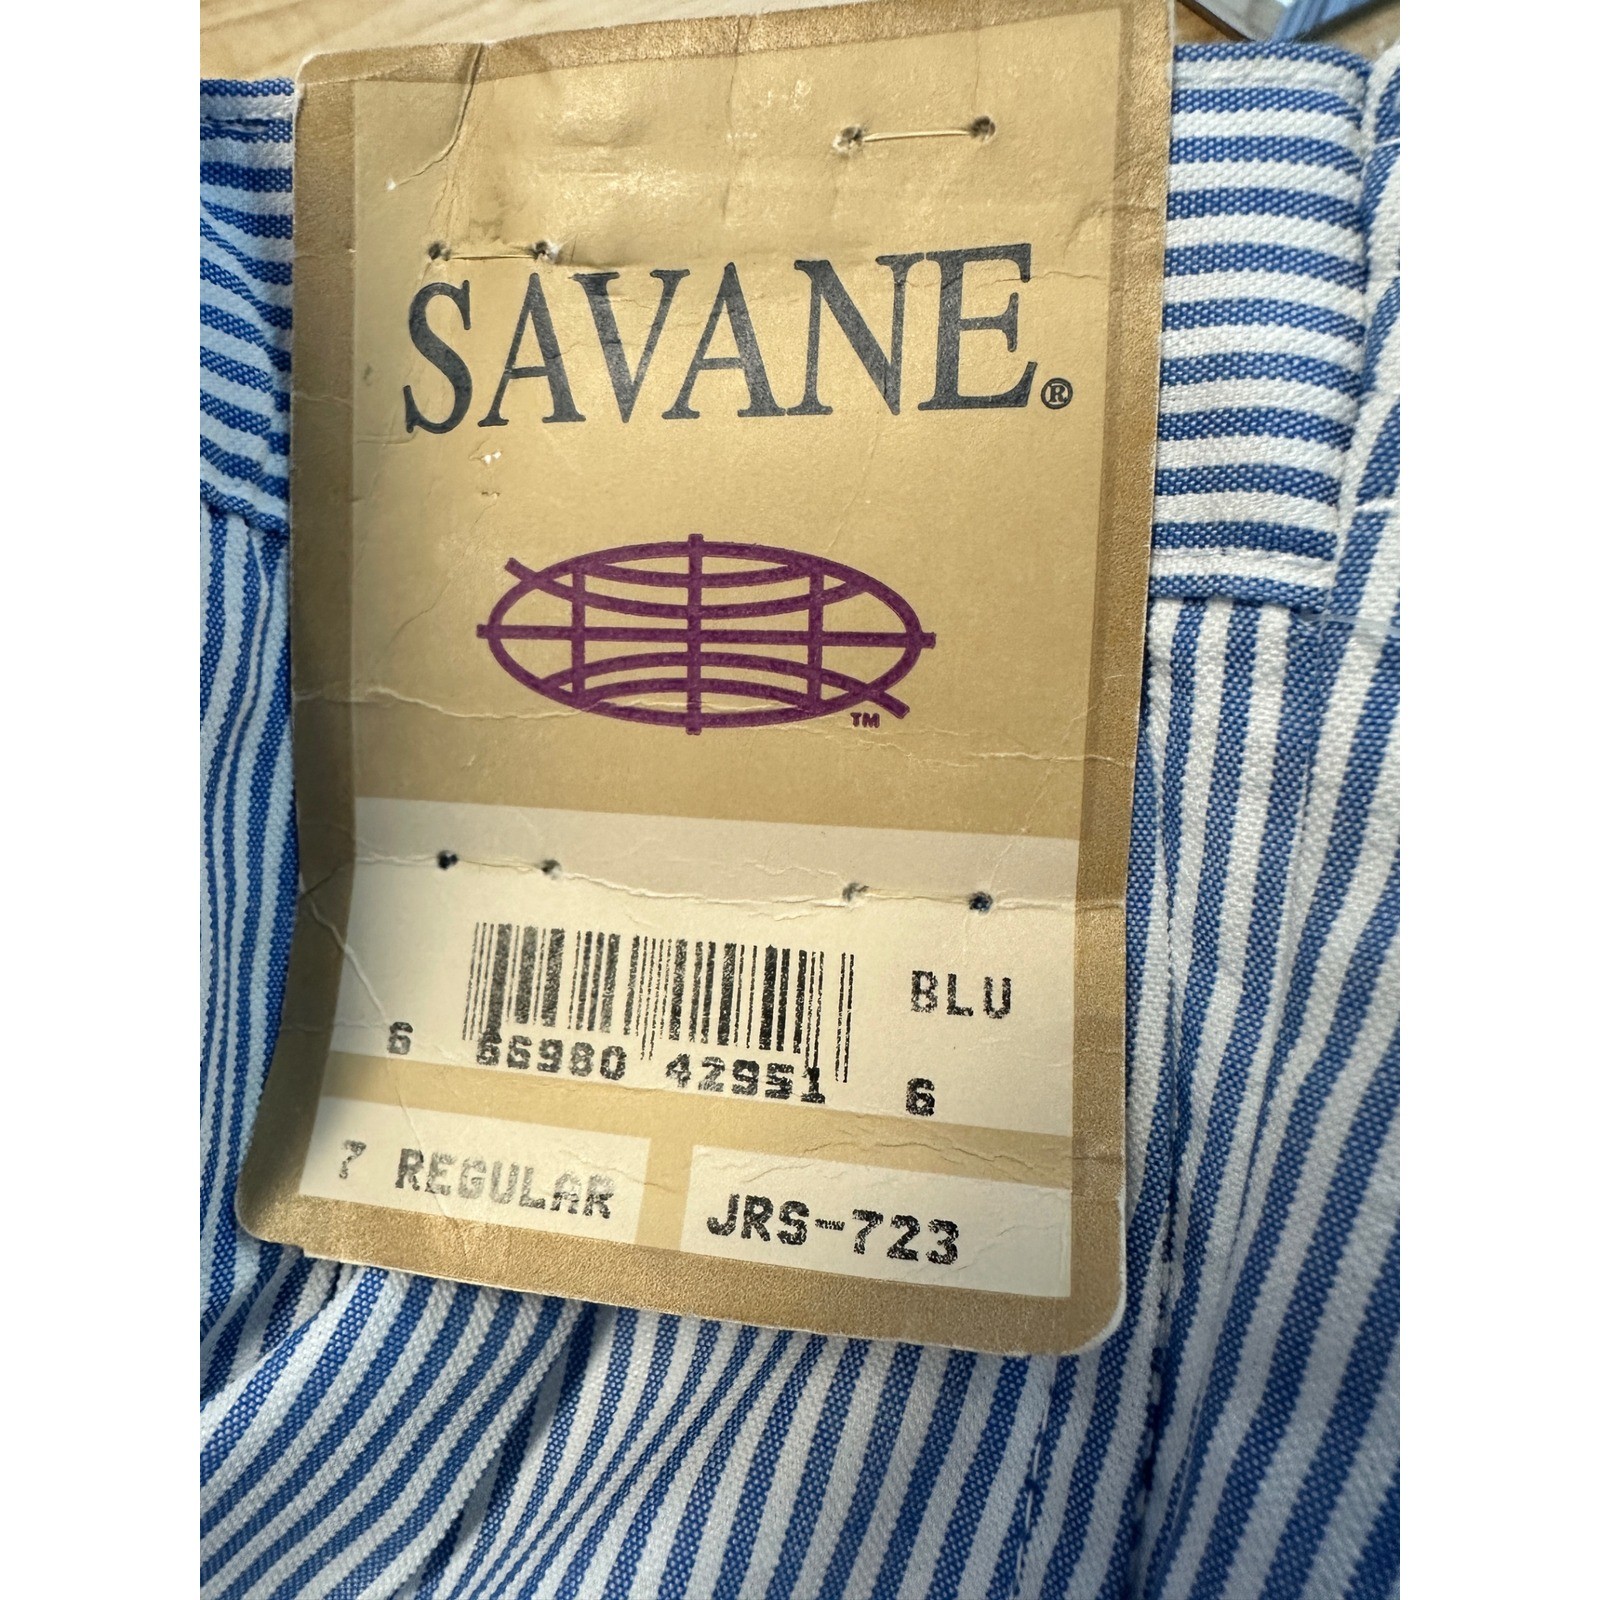 SAVANE®
TM
BLU
6 66980 42951 6
7 REGULAR
JRS-723